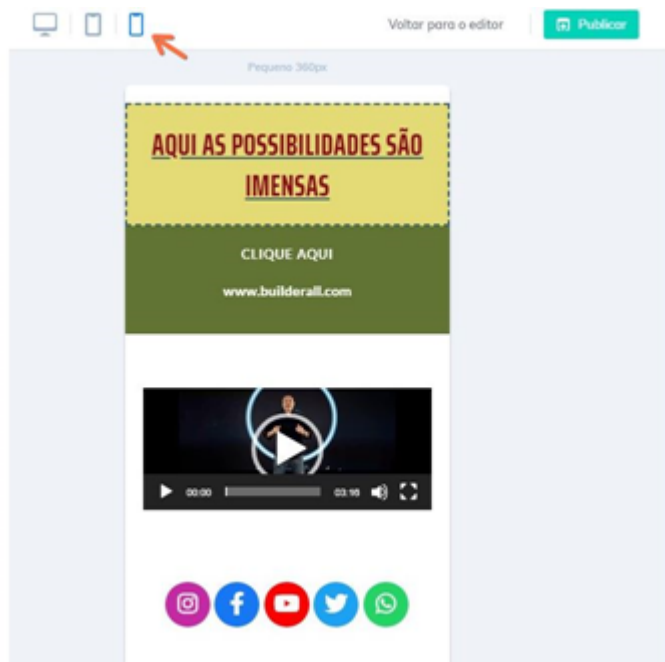 Voltar para o editor
Publicar
Pequeno 360px
AQUI AS POSSIBILIDADES SÃO
IMENSAS
CLIQUE AQUI
www.builderall.com
00:00
03:16